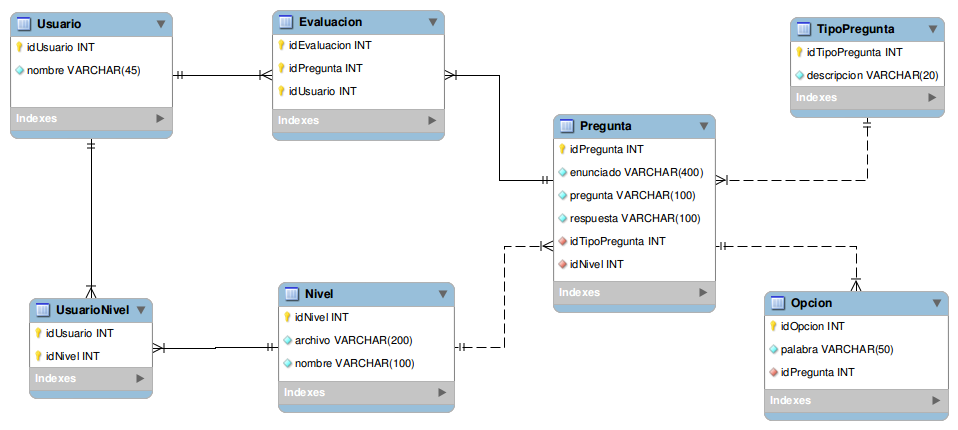 Usuario
idUsuario INT
nombre VARCHAR(45)
Indexes
Evaluacion
idEvaluacion INT
idPregunta INT
idUsuario INT
Indexes
TipoPregunta
idTipoPregunta INT
descripcion VARCHAR(20)
Indexes
Pregunta
idPregunta INT
enunciado VARCHAR(400)
pregunta VARCHAR(100)
respuesta VARCHAR(100)
idTipoPregunta INT
idNivel INT
Indexes
UsuarioNivel
idUsuario INT
idNivel INT
Indexes
Nivel
idNivel INT
archivo VARCHAR(200)
nombre VARCHAR(100)
Indexes
Opcion
idOpcion INT
palabra VARCHAR(50)
idPregunta INT
Indexes